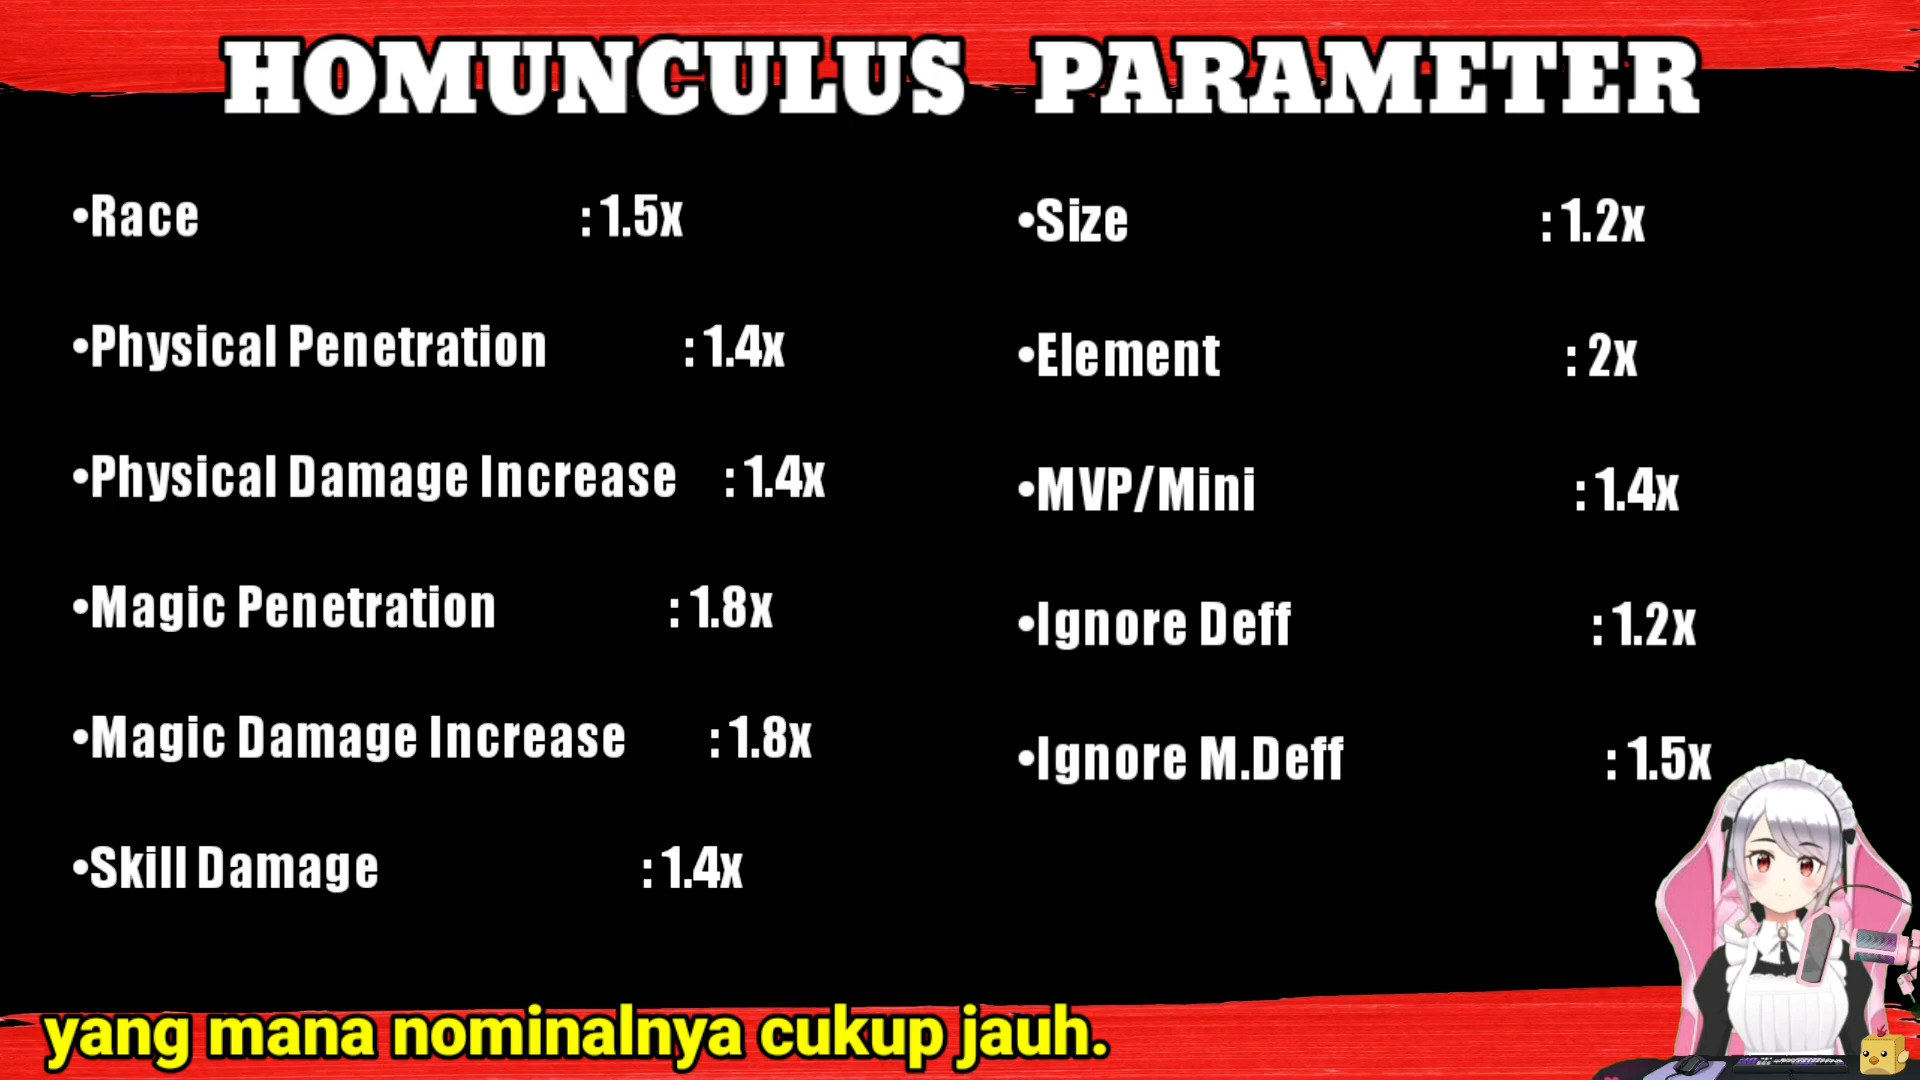 HOMUNCULUS PARAMETER
•Race : 1.5x
•Physical Penetration : 1.4x
•Physical Damage Increase : 1.4x
•Magic Penetration : 1.8x
•Magic Damage Increase : 1.8x
•Skill Damage : 1.4x
•Size : 1.2x
•Element : 2x
•MVP/Mini : 1.4x
•Ignore Deff : 1.2x
•Ignore M.Deff : 1.5x
yang mana nominalnya cukup jauh.